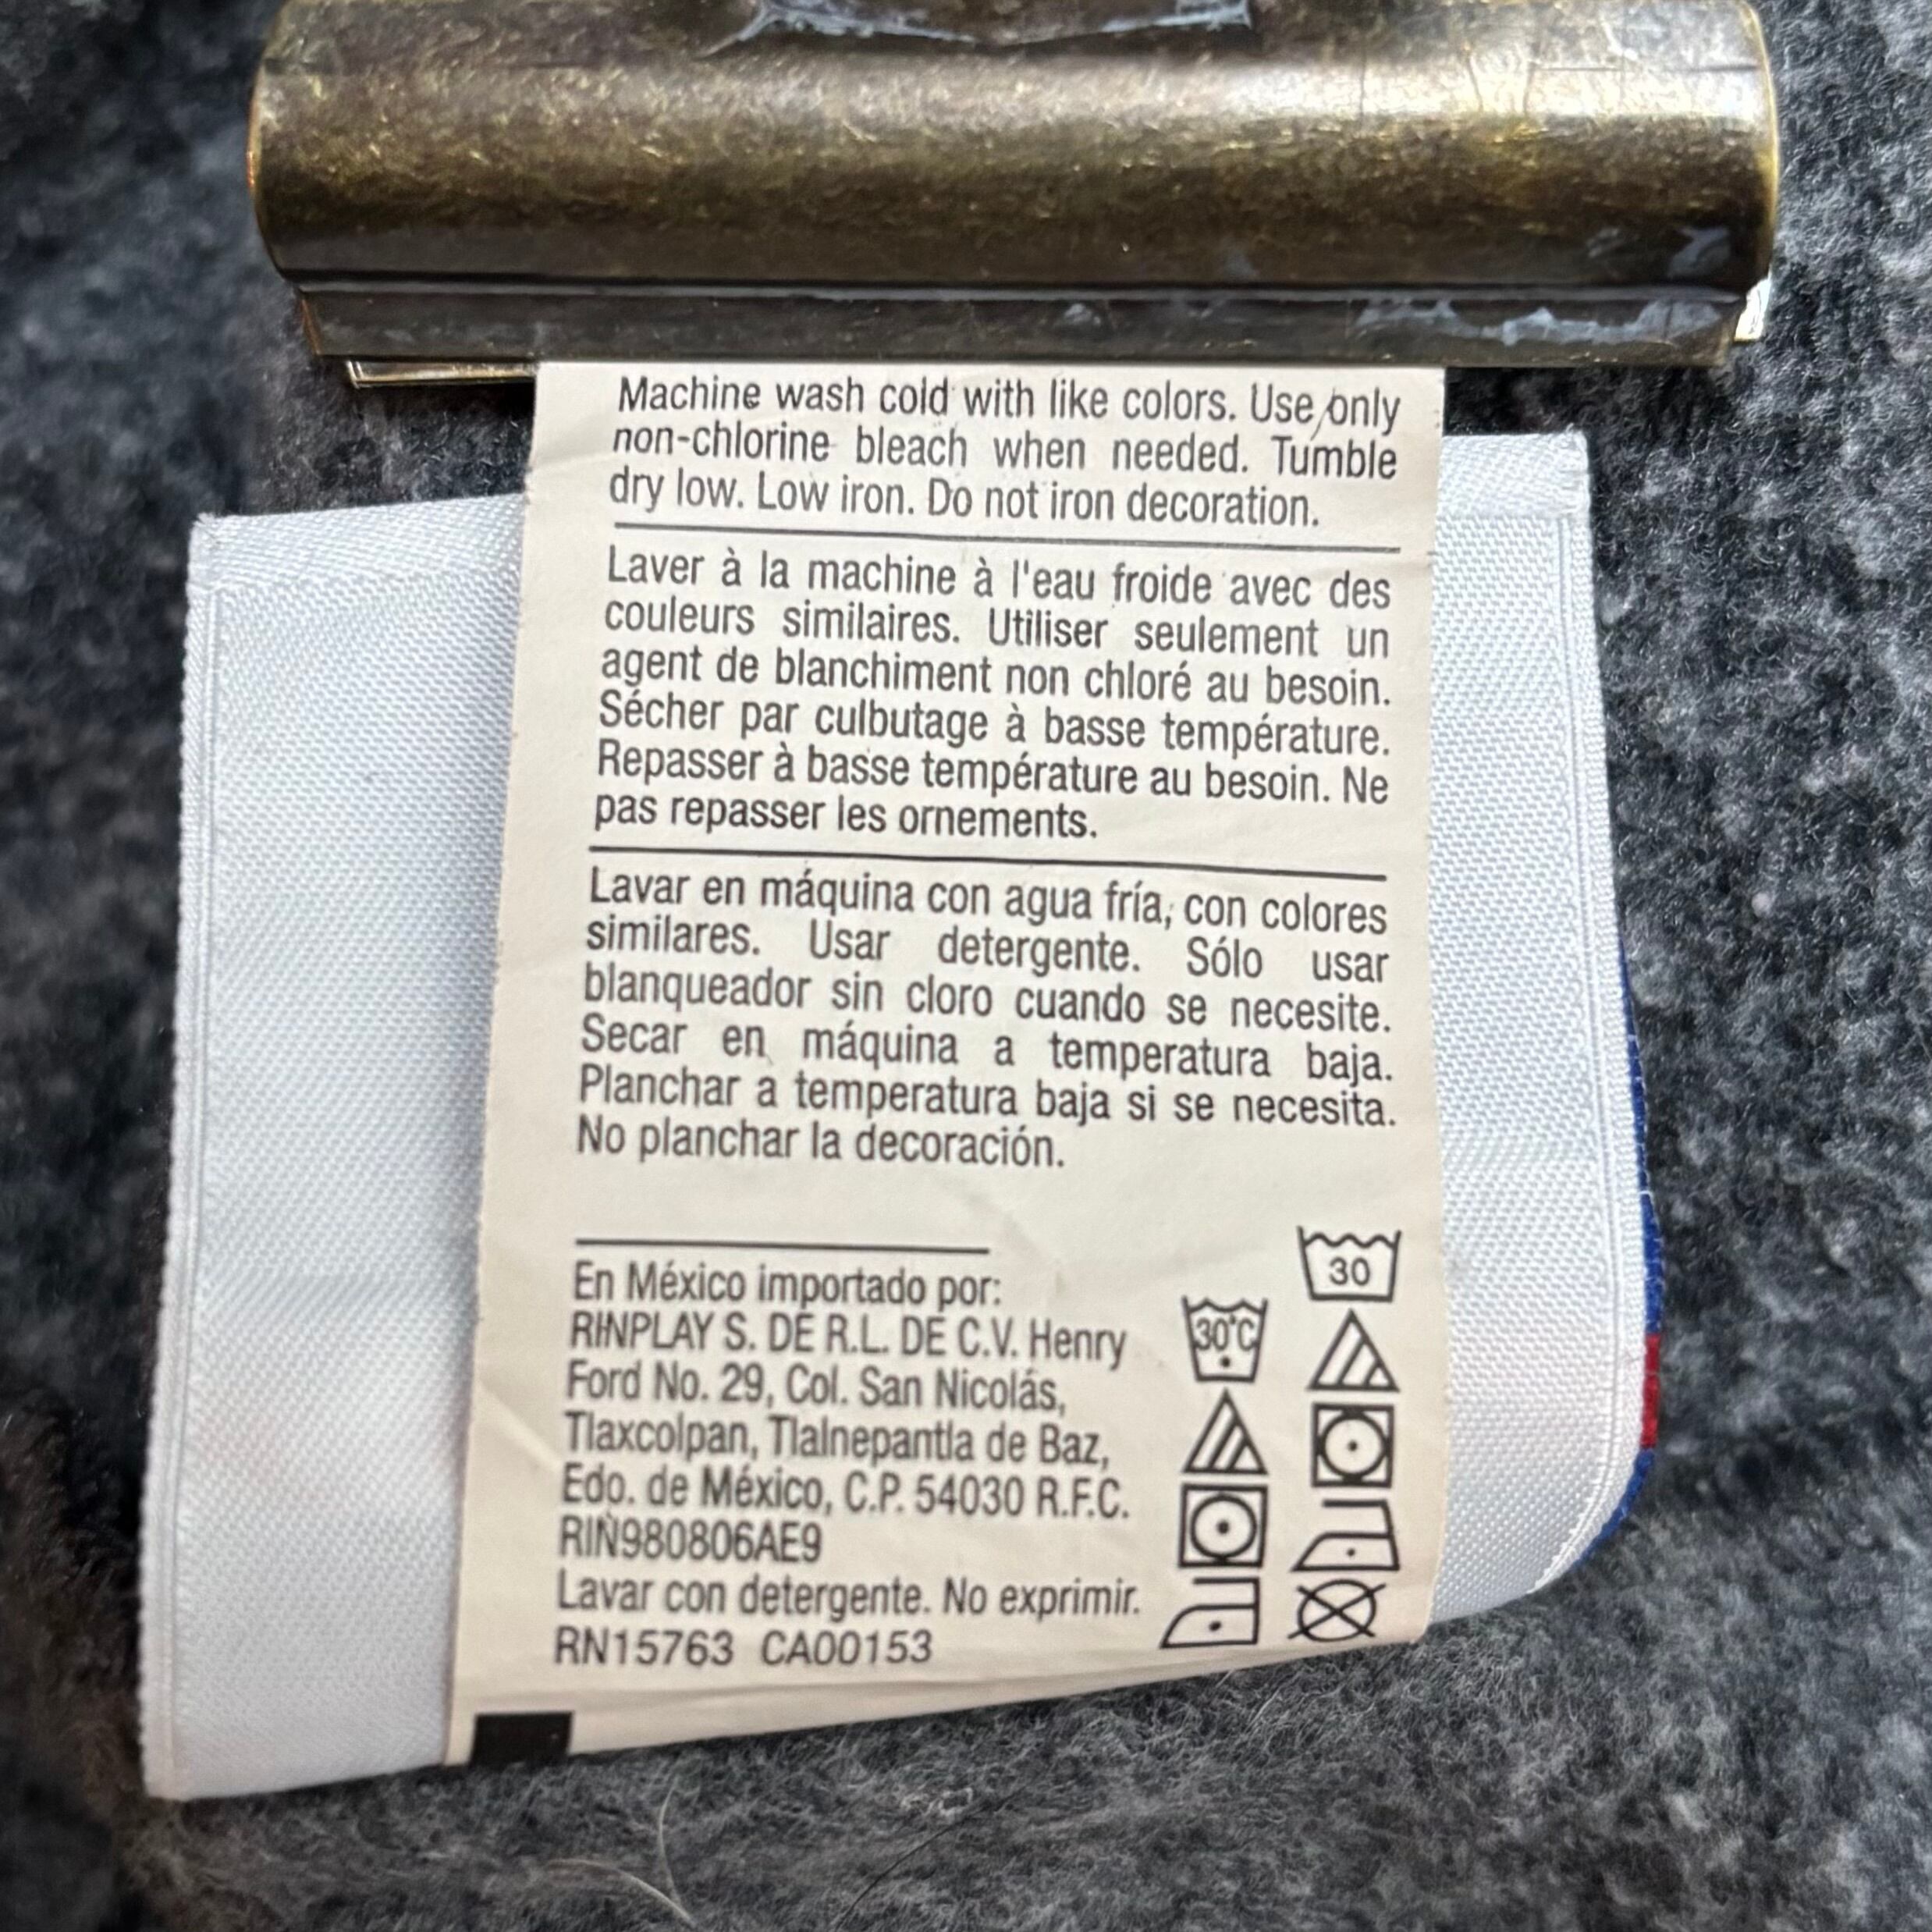 Machine wash cold with like colors. Use only
non-chlorine bleach when needed. Tumble
dry low. Low iron. Do not iron decoration.
Laver à la machine à l'eau froide avec des
couleurs similaires. Utiliser seulement un
agent de blanchiment non chloré au besoin.
Sécher par culbutage à basse température.
Repasser à basse température au besoin. Ne
pas repasser les ornements.
Lavar en máquina con agua fría, con colores
similares. Usar detergente. Sólo usar
blanqueador sin cloro cuando se necesite.
Secar en máquina a temperatura baja.
Planchar a temperatura baja si se necesita.
No planchar la decoración.
En México importado por:
RINPLAY S. DE R.L. DE C.V. Henry
Ford No. 29, Col. San Nicolás,
Tlaxcolpan, Tlalnepantla de Baz,
Edo. de México, C.P. 54030 R.F.C.
RIN980806AE9
Lavar con detergente. No exprimir.
RN15763 CA00153
30°C
30